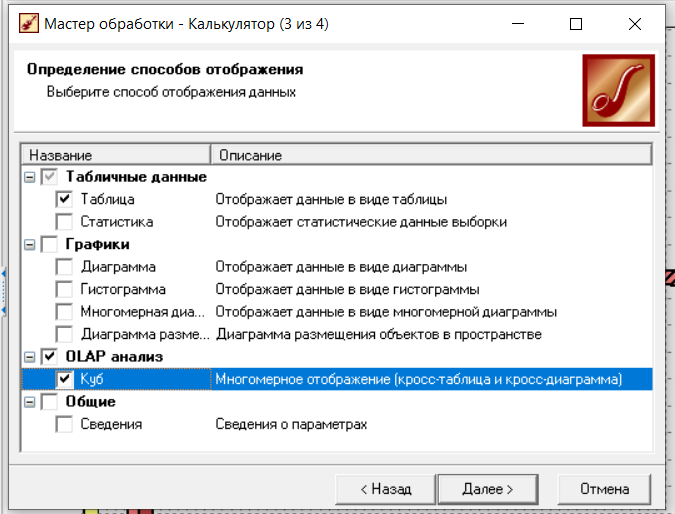 Мастер обработки - Калькулятор (3 из 4)
Определение способов отображения
Выберите способ отображения данных
Название Описание
Табличные данные
Таблица Отображает данные в виде таблицы
Статистика Отображает статистические данные выборки
Графики
Диаграмма Отображает данные в виде диаграммы
Гистограмма Отображает данные в виде гистограммы
Многомерная диа... Отображает данные в виде многомерной диаграммы
Диаграмма разме... Диаграмма размещения объектов в пространстве
OLAP анализ
Куб Многомерное отображение (кросс-таблица и кросс-диаграмма)
Общие
Сведения Сведения о параметрах
< Назад Далее > Отмена